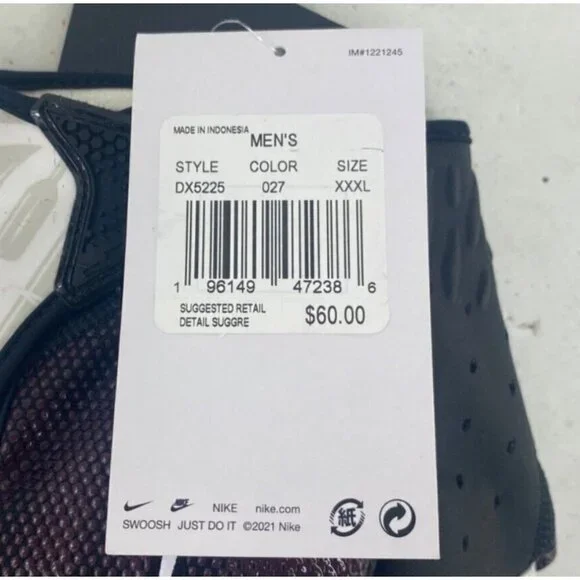 IM#1221245
MADE IN INDONESIA
MEN'S
STYLE COLOR SIZE
DX5225 027 XXXL
1 96149 47238 6
SUGGESTED RETAIL
DETAIL SUGGRE
$60.00
NIKE nike.com
SWOOSH JUST DO IT ©2021 Nike
紙